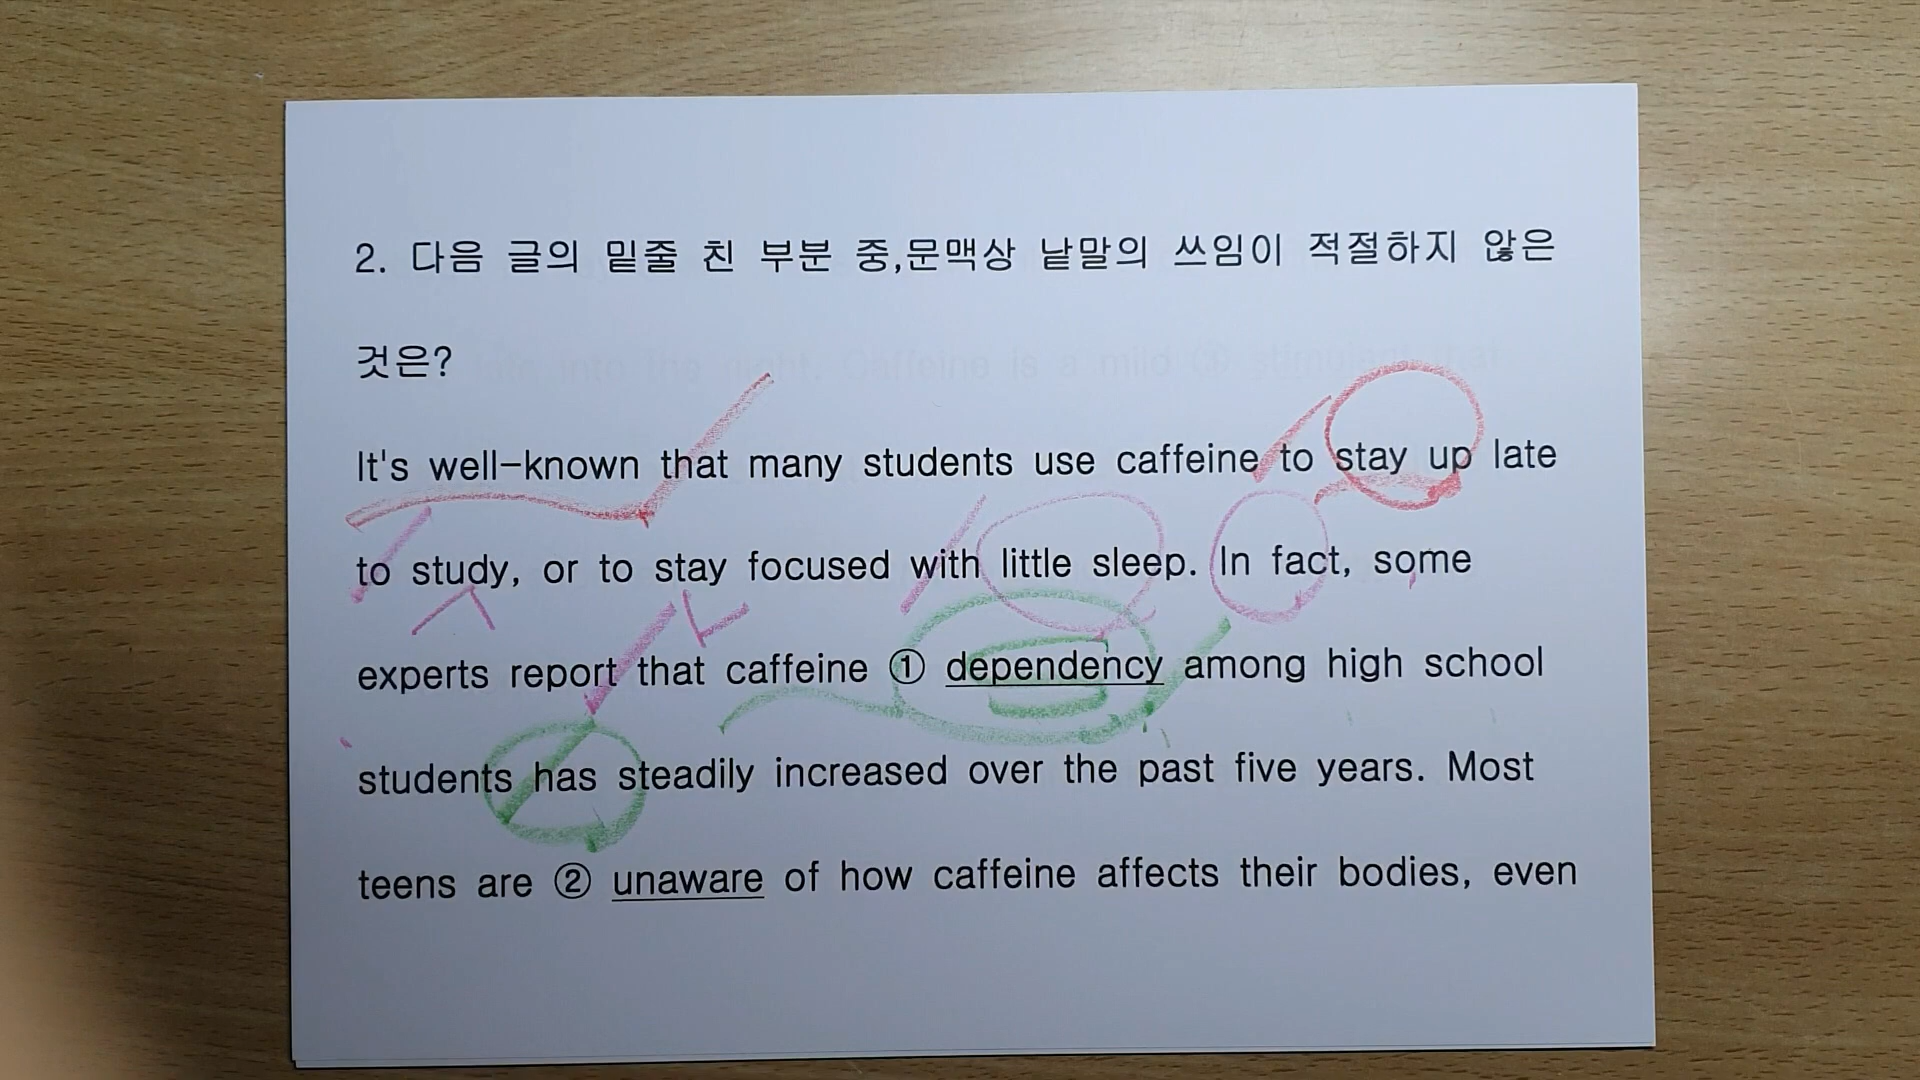 2. 다음 글의 밑줄 친 부분 중,문맥상 낱말의 쓰임이 적절하지 않은
것은?
It's well-known that many students use caffeine to stay up late
to study, or to stay focused with little sleep. In fact, some
experts report that caffeine ① dependency among high school
students has steadily increased over the past five years. Most
teens are ② unaware of how caffeine affects their bodies, even